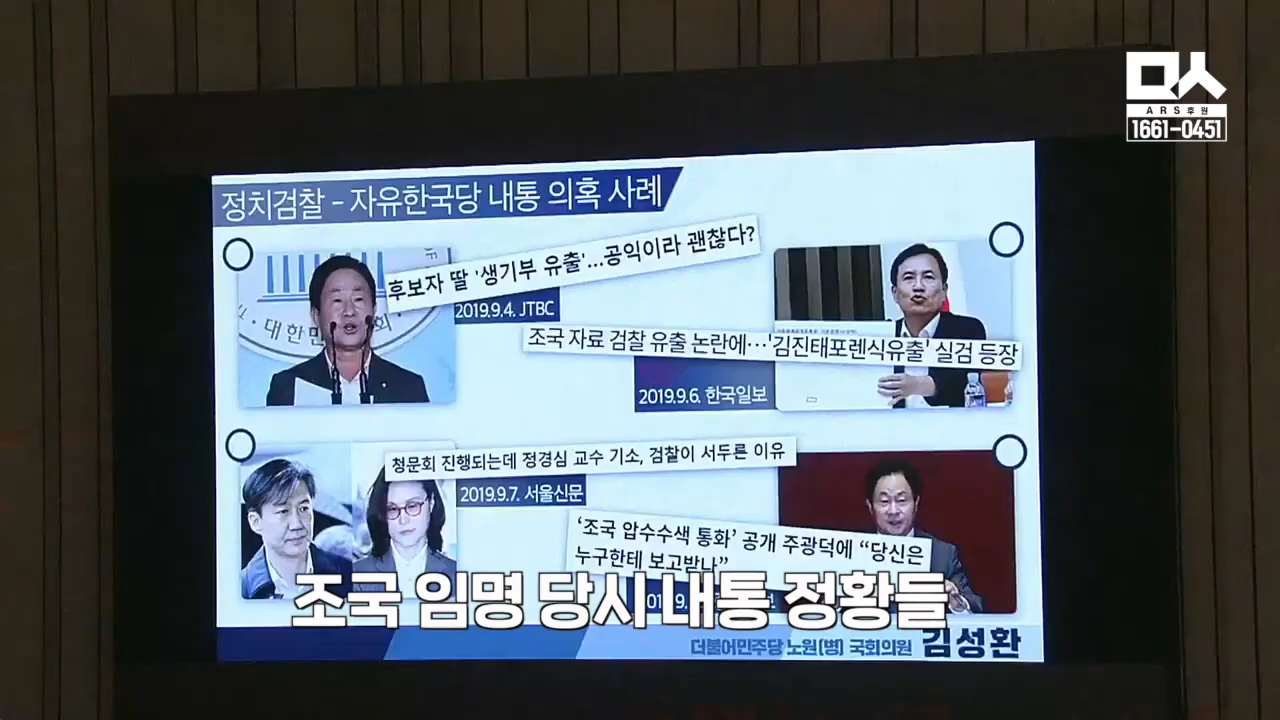 ㅁㅅ
ARS후원
1661-0451
정치검찰 - 자유한국당 내통 의혹 사례
후보자 딸 '생기부 유출'...공익이라 괜찮다?
2019.9.4. JTBC
대한민
회
조국 자료 검찰 유출 논란에…'김진태포렌식유출' 실검 등장
2019.9.6. 한국일보
청문회 진행되는데 정경심 교수 기소, 검찰이 서두른 이유
2019.9.7. 서울신문
‘조국 압수수색 통화’ 공개 주광덕에 “당신은
누구한테 보고받나”
조국 임명 당시 내통 정황들
더불어민주당 노원(병) 국회의원 김성환